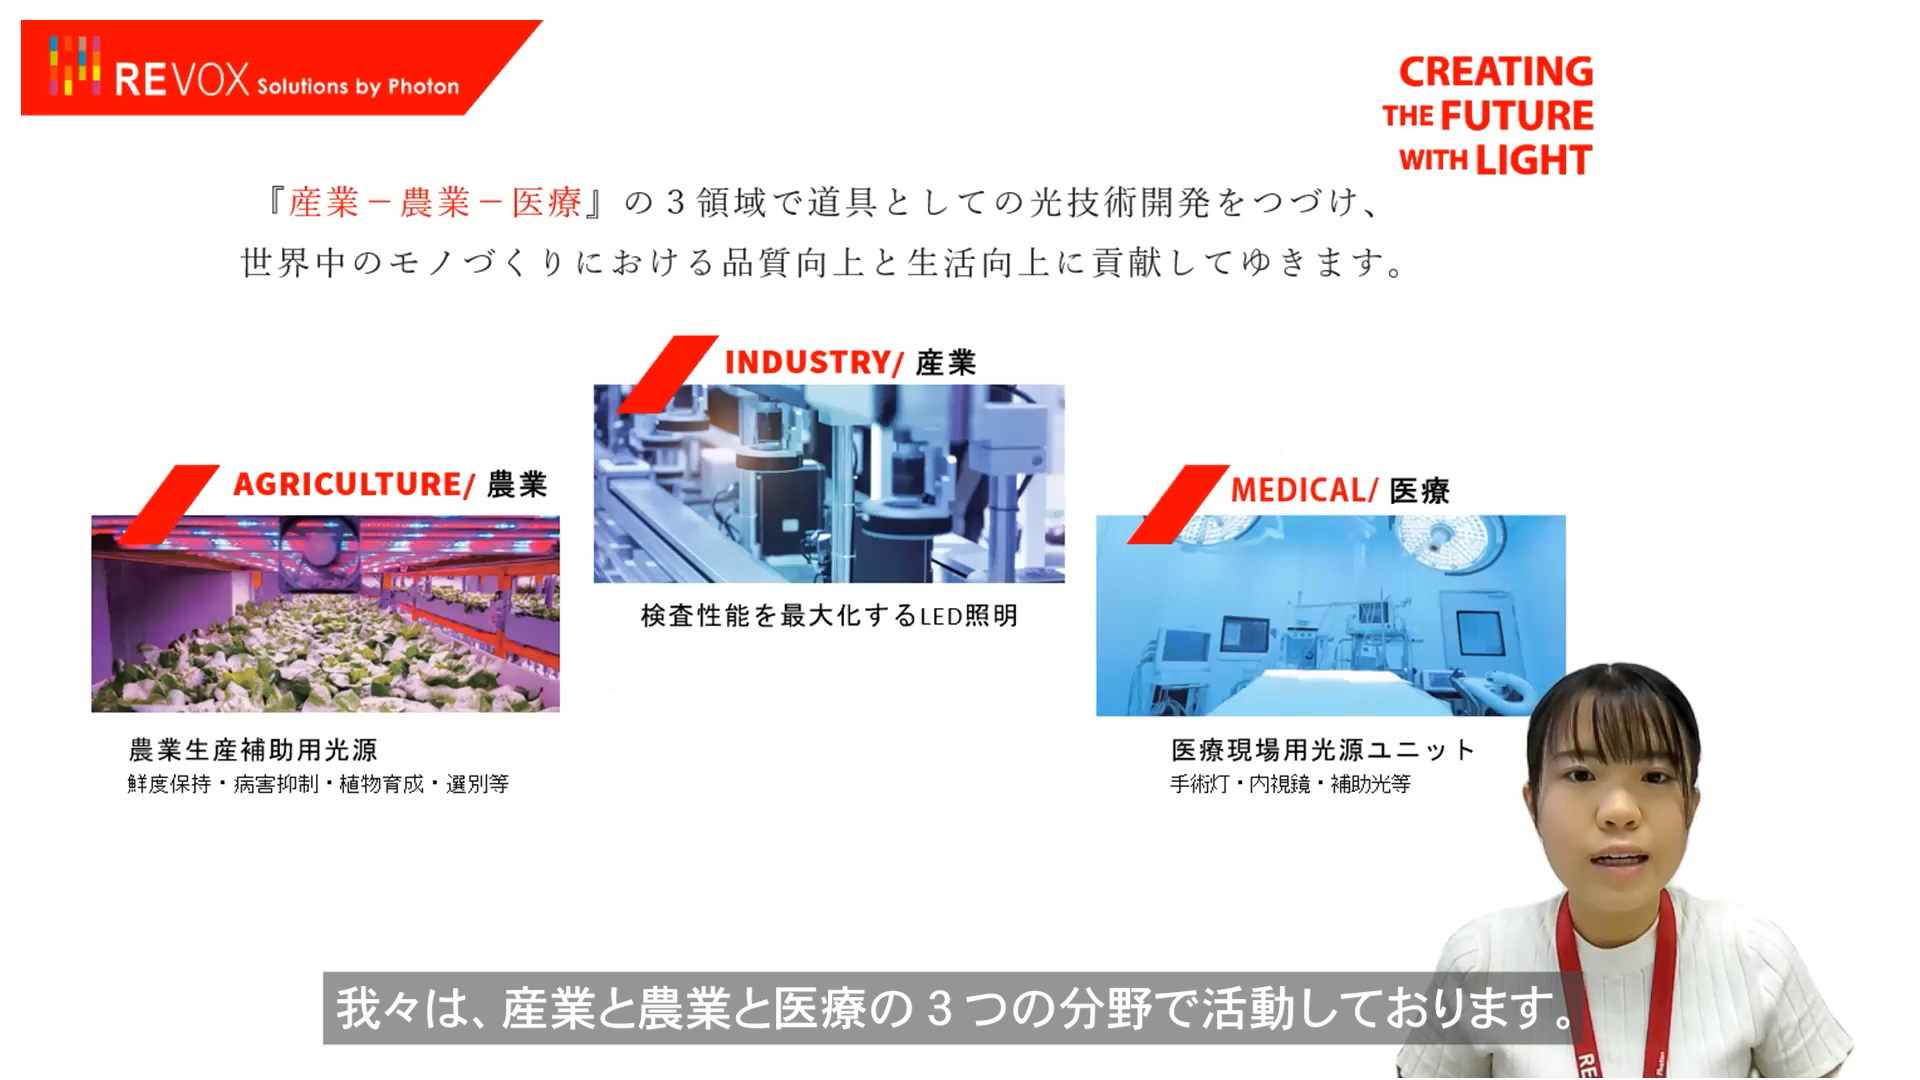 REVOX Solutions by Photon
CREATING
THE FUTURE
WITH LIGHT
『産業－農業－医療』の3領域で道具としての光技術開発をつづけ、
世界中のモノづくりにおける品質向上と生活向上に貢献してゆきます。
INDUSTRY/ 産業
検査性能を最大化するLED照明
AGRICULTURE/ 農業
農業生産補助用光源
鮮度保持・病害抑制・植物育成・選別等
MEDICAL/ 医療
医療現場用光源ユニット
手術灯・内視鏡・補助光等
我々は、産業と農業と医療の3つの分野で活動しております。
RE
Photon